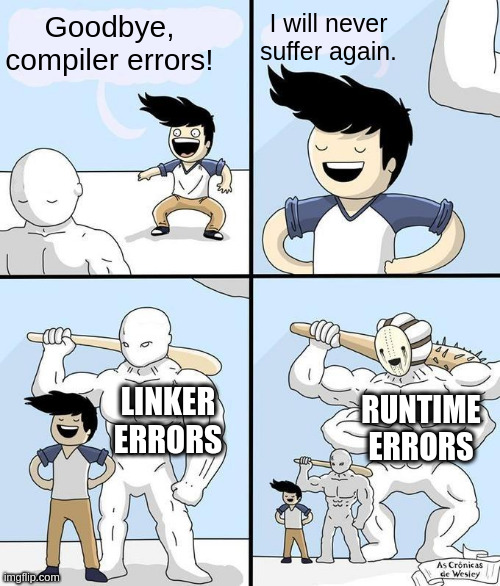 Goodbye,
compiler errors!
I will never
suffer again.
LINKER
ERRORS
RUNTIME
ERRORS
As Crônicas
de Wesley
imgflip.com